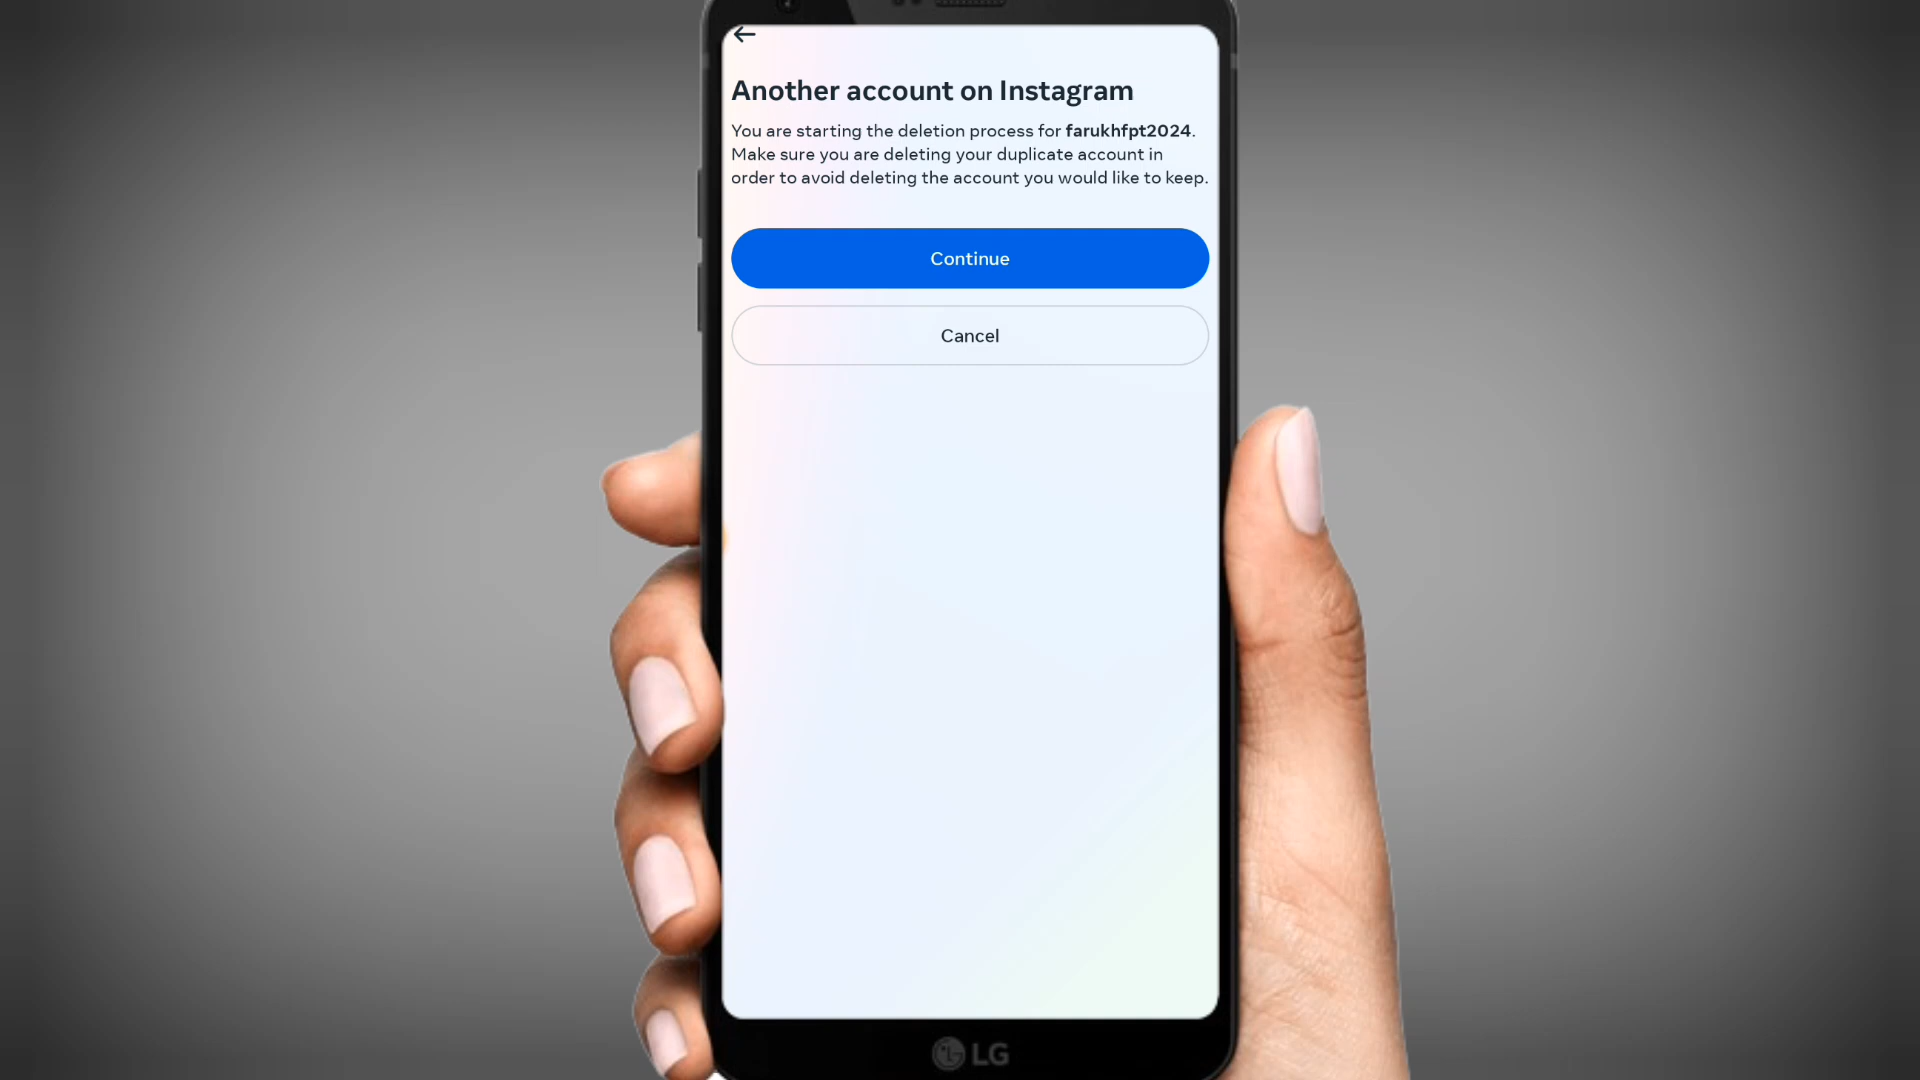 Another account on Instagram
You are starting the deletion process for farukhfpt2024.
Make sure you are deleting your duplicate account in
order to avoid deleting the account you would like to keep.
Continue
Cancel
LG